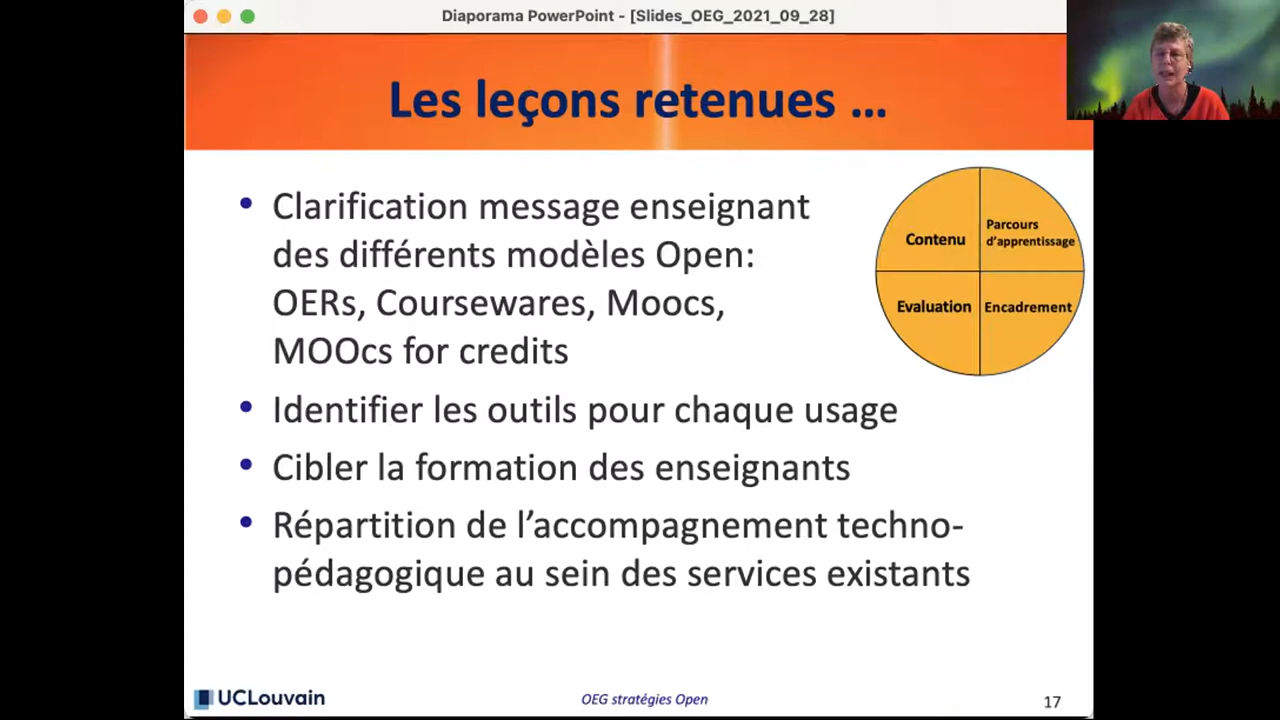 Diaporama PowerPoint - [Slides_OEG_2021_09_28]
Les leçons retenues ...
• Clarification message enseignant
des différents modèles Open:
OERs, Coursewares, Moocs,
MOOcs for credits
• Identifier les outils pour chaque usage
• Cibler la formation des enseignants
• Répartition de l’accompagnement techno-
pédagogique au sein des services existants
Contenu
Parcours
d’apprentissage
Evaluation
Encadrement
UCLouvain
OEG stratégies Open
17